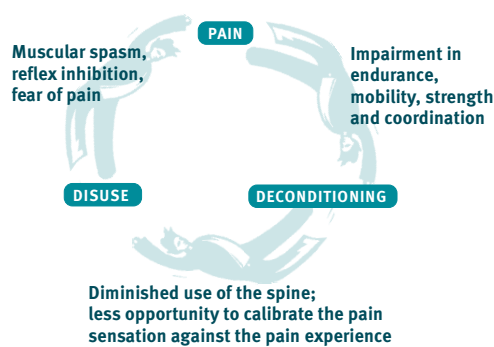 PAIN
Muscular spasm,
reflex inhibition,
fear of pain
Impairment in
endurance,
mobility, strength
and coordination
DISUSE
DECONDITIONING
Diminished use of the spine;
less opportunity to calibrate the pain
sensation against the pain experience